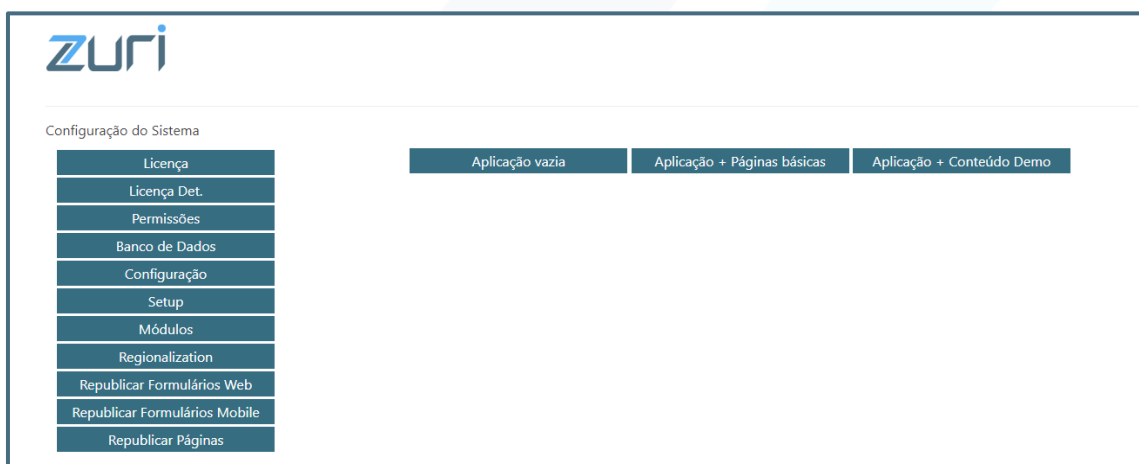 zuri
Configuração do Sistema
Licença
Licença Det.
Permissões
Banco de Dados
Configuração
Setup
Módulos
Regionalization
Republicar Formulários Web
Republicar Formulários Mobile
Republicar Páginas
Aplicação vazia
Aplicação + Páginas básicas
Aplicação + Conteúdo Demo